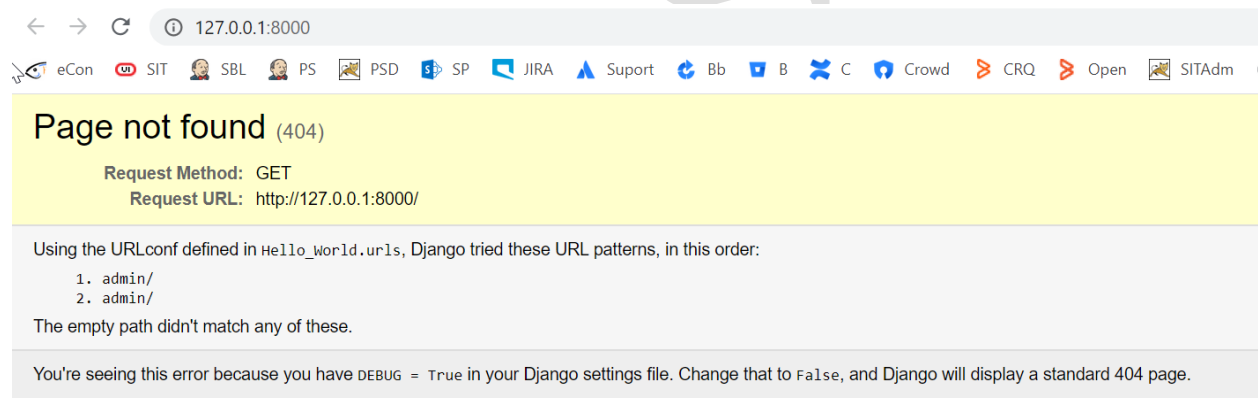 127.0.0.1:8000
eCon SIT SBL PS PSD SP JIRA Suport Bb B C Crowd CRQ Open SITAdm
Page not found (404)
Request Method: GET
Request URL: http://127.0.0.1:8000/
Using the URLconf defined in Hello_World.urls, Django tried these URL patterns, in this order:
1. admin/
2. admin/
The empty path didn't match any of these.
You're seeing this error because you have DEBUG = True in your Django settings file. Change that to False, and Django will display a standard 404 page.